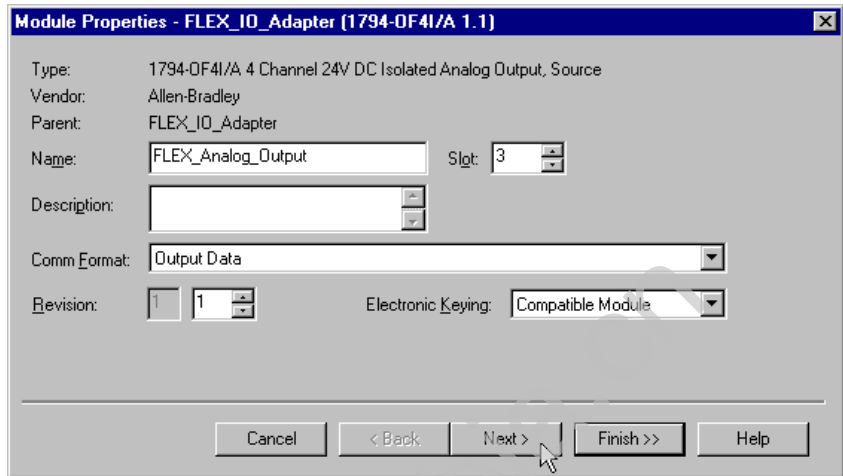 Module Properties - FLEX_IO_Adapter (1794-OF4I/A 1.1)
Type: 1794-OF4I/A 4 Channel 24V DC Isolated Analog Output, Source
Vendor: Allen-Bradley
Parent: FLEX_IO_Adapter
Name: FLEX_Analog_Output Slot: 3
Description:
Comm Format: Output Data
Revision: 1 1 Electronic Keying: Compatible Module
Cancel < Back Next > Finish >> Help